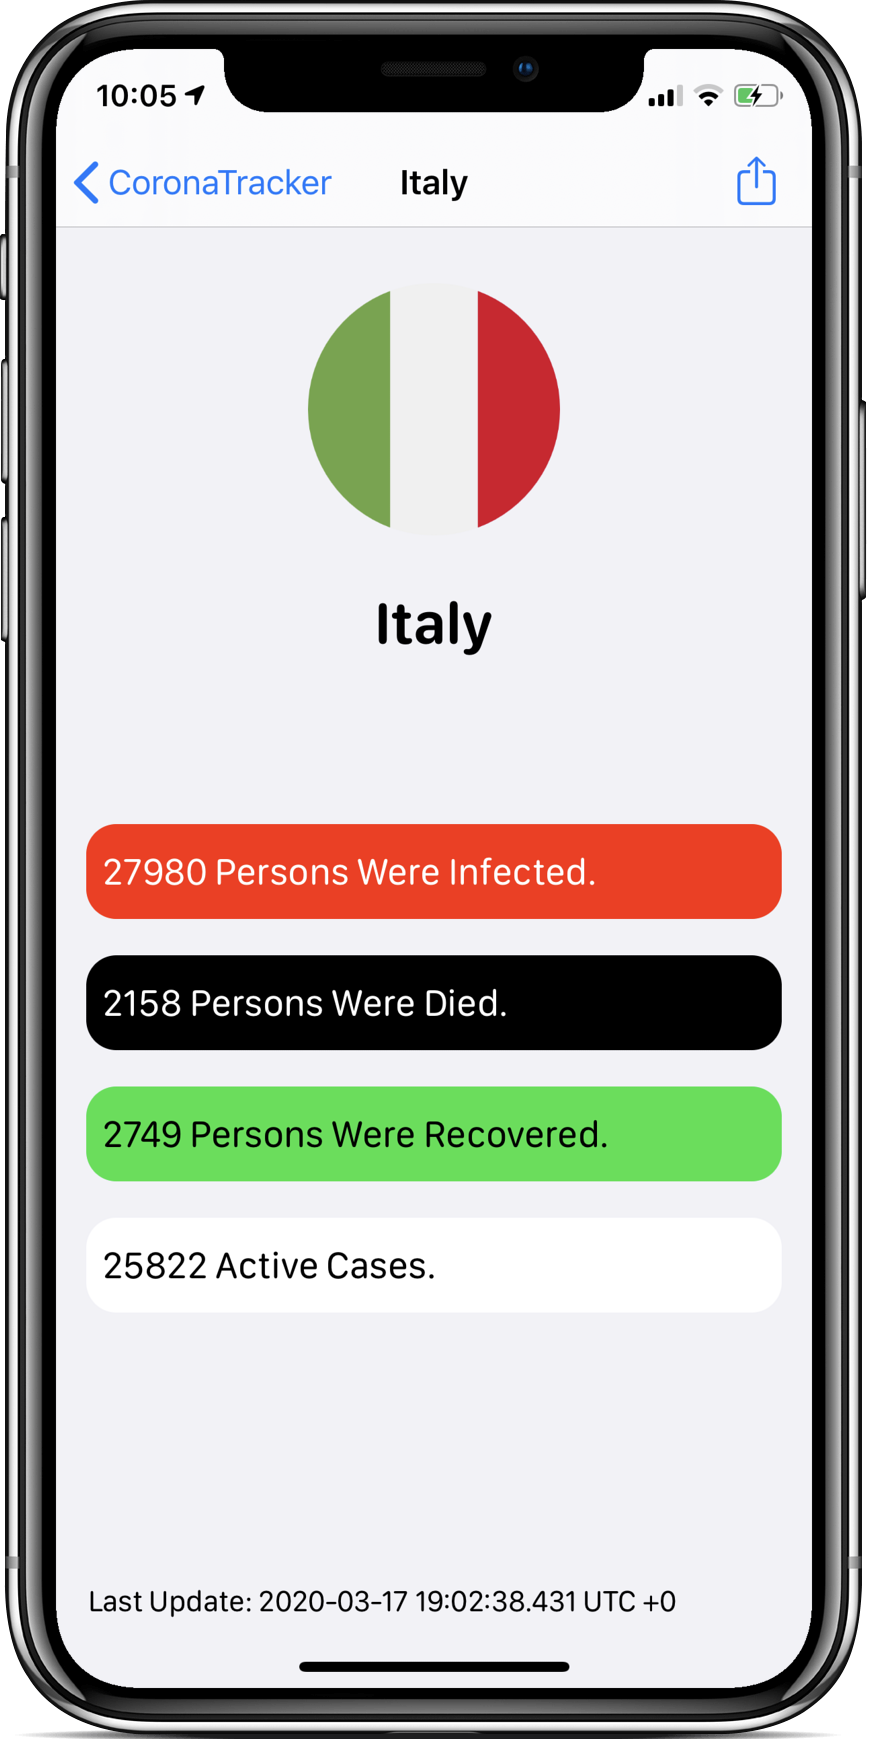 10:05
CoronaTracker
Italy
Italy
27980 Persons Were Infected.
2158 Persons Were Died.
2749 Persons Were Recovered.
25822 Active Cases.
Last Update: 2020-03-17 19:02:38.431 UTC +0